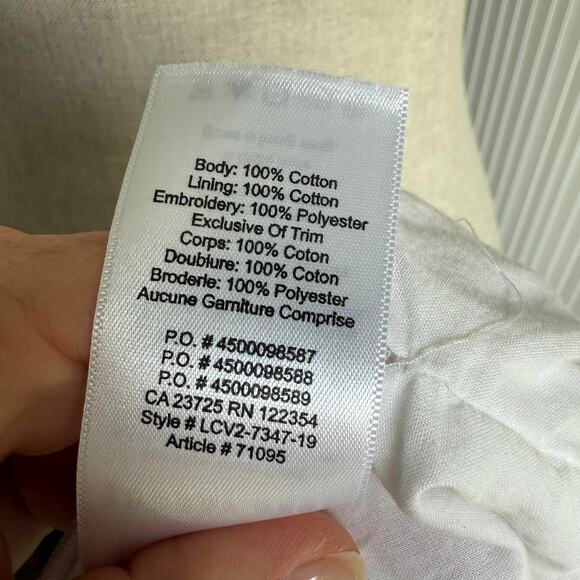 Body: 100% Cotton
Lining: 100% Cotton
Embroidery: 100% Polyester
Exclusive Of Trim
Corps: 100% Coton
Doublure: 100% Coton
Broderie: 100% Polyester
Aucune Garniture Comprise
P.O. # 4500098587
P.O. # 4500098588
P.O. # 4500098589
CA 23725 RN 122354
Style # LCV2-7347-19
Article # 71095